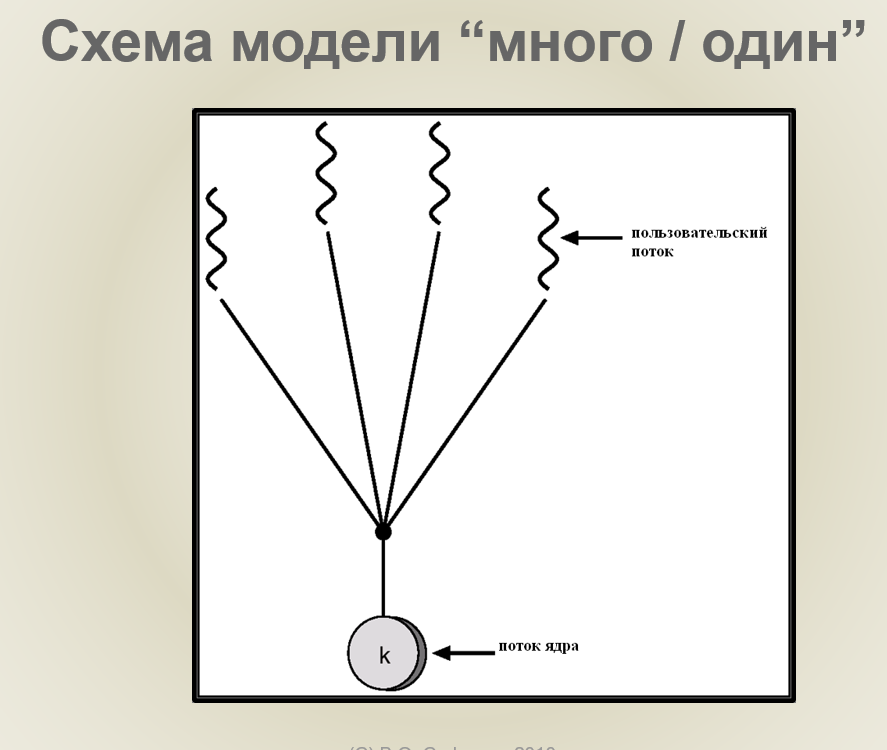 Схема модели “много / один”
пользовательский
поток
k
поток ядра